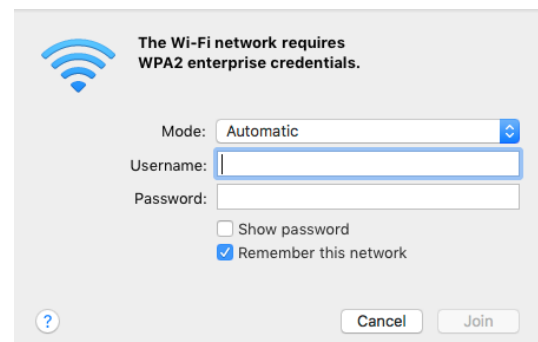 The Wi-Fi network requires
WPA2 enterprise credentials.
Mode: Automatic
Username:
Password:
Show password
Remember this network
? Cancel Join